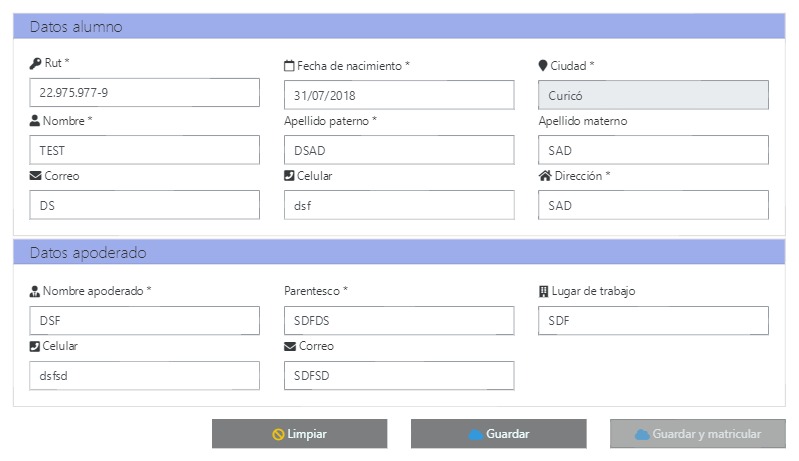 Datos alumno
Rut * Fecha de nacimiento * Ciudad *
22.975.977-9 31/07/2018 Curicó
Nombre * Apellido paterno * Apellido materno
TEST DSAD SAD
Correo Celular Dirección *
DS dsf SAD
Datos apoderado
Nombre apoderado * Parentesco * Lugar de trabajo
DSF SDFDS SDF
Celular Correo
dsfsd SDFSD
Limpiar Guardar Guardar y matricular